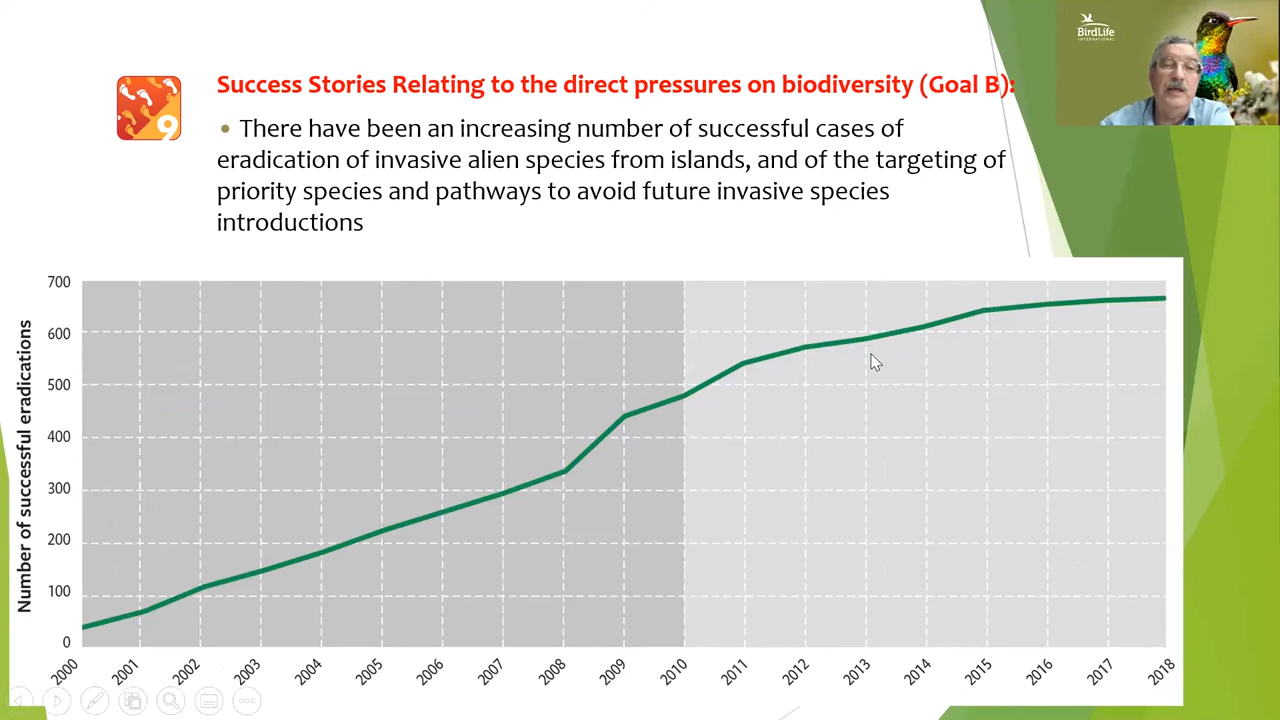 BirdLife
INTERNATIONAL
9
Success Stories Relating to the direct pressures on biodiversity (Goal B):
• There have been an increasing number of successful cases of
eradication of invasive alien species from islands, and of the targeting of
priority species and pathways to avoid future invasive species
introductions
Number of successful eradications
700
600
500
400
300
200
100
0
2000 2001 2002 2003 2004 2005 2006 2007 2008 2009 2010 2011 2012 2013 2014 2015 2016 2017 2018